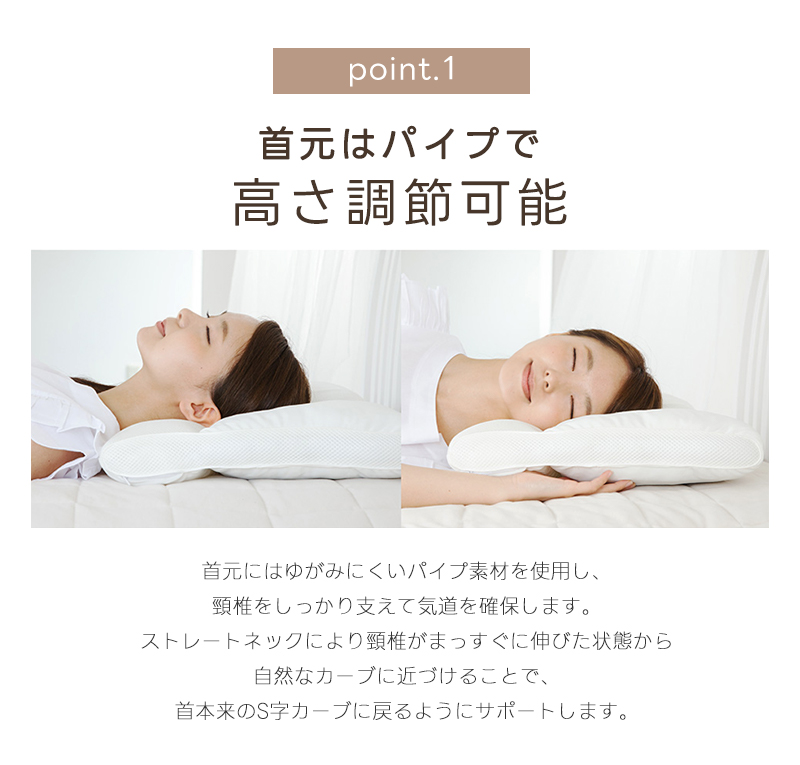 point.1
首元はパイプで
高さ調節可能
首元にはゆがみにくいパイプ素材を使用し、
頸椎をしっかり支えて気道を確保します。
ストレートネックにより頸椎がまっすぐに伸びた状態から
自然なカーブに近づけることで、
首本来のS字カーブに戻るようにサポートします。